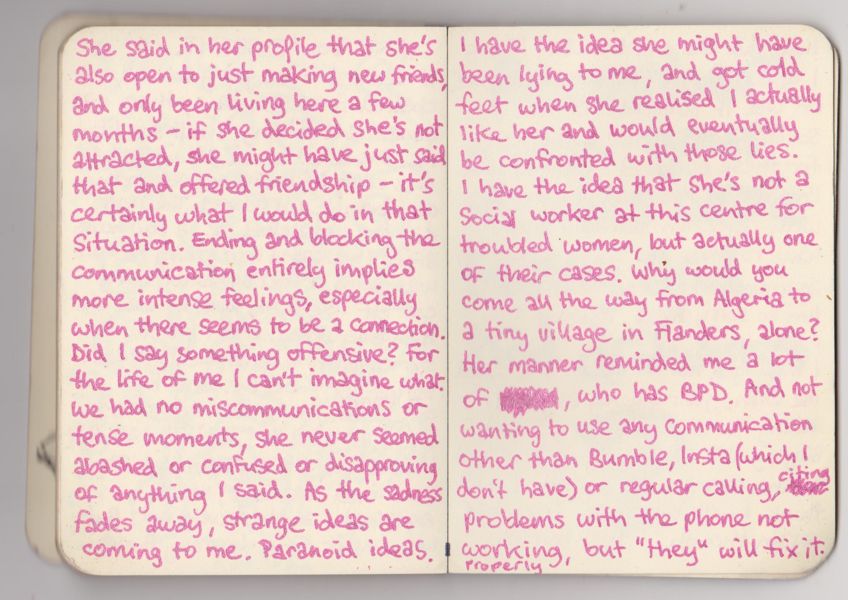 She said in her profile that she's
also open to just making new friends,
and only been living here a few
months – if she decided she's not
attracted, she might have just said
that and offered friendship – it's
certainly what I would do in that
situation. Ending and blocking the
communication entirely implies
more intense feelings, especially
when there seems to be a connection.
Did I say something offensive? For
the life of me I can't imagine what.
We had no miscommunications or
tense moments, she never seemed
abashed or confused or disapproving
of anything I said. As the sadness
fades away, strange ideas are
coming to me. Paranoid ideas.
I have the idea she might have
been lying to me, and got cold
feet when she realised I actually
like her and would eventually
be confronted with those lies.
I have the idea that she's not a
social worker at this centre for
troubled women, but actually one
of their cases. Why would you
come all the way from Algeria to
a tiny village in Flanders, alone?
Her manner reminded me a lot
of , who has BPD. And not
wanting to use any communication
other than Bumble, Insta (which I
don't have) or regular calling, citing
problems with the phone not
working, but "they" will fix it.
properly